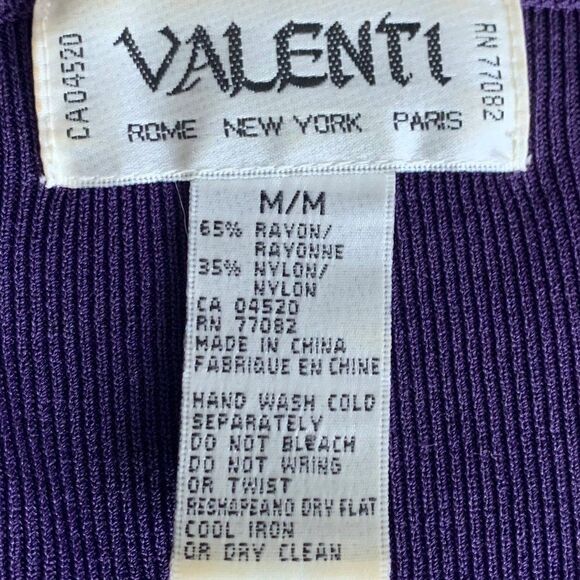 VALENTI
CA04520
ROME NEW YORK PARIS
RN 77082
M/M
65% RAYON/
RAYONNE
35% NYLON/
NYLON
CA 04520
RN 77082
MADE IN CHINA
FABRIQUE EN CHINE
HAND WASH COLD
SEPARATELY
DO NOT BLEACH
DO NOT WRING
OR TWIST
RESHAPEAND DRY FLAT
COOL IRON
OR DRY CLEAN